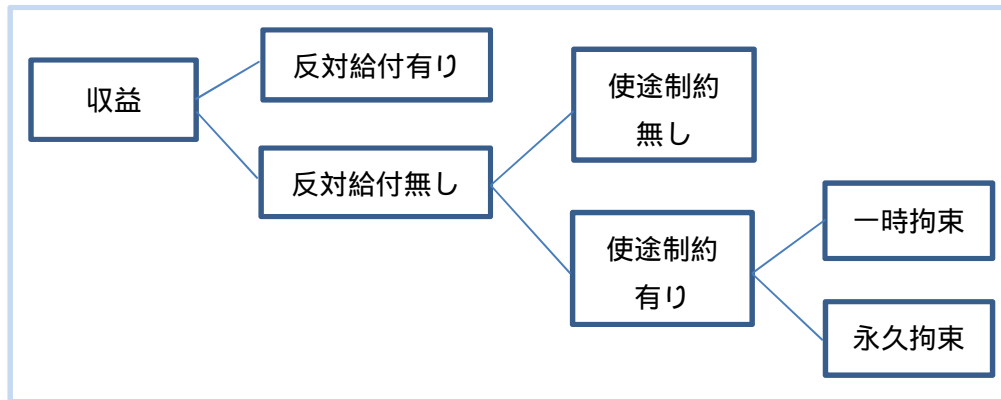 収益
反対給付有り
反対給付無し
使途制約
無し
使途制約
有り
一時拘束
永久拘束